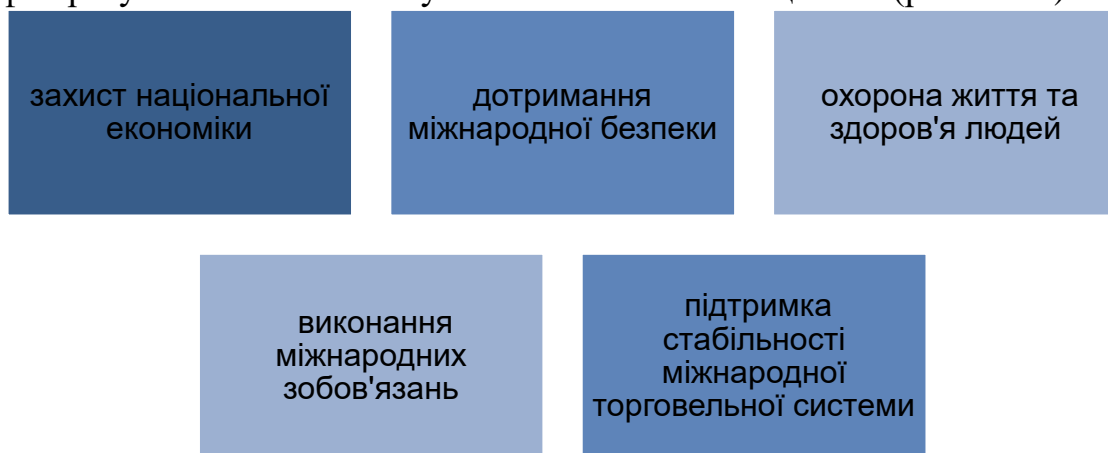 захист національної
економіки
дотримання
міжнародної безпеки
охорона життя та
здоров'я людей
виконання
міжнародних
зобов'язань
підтримка
стабільності
міжнародної
торговельної системи